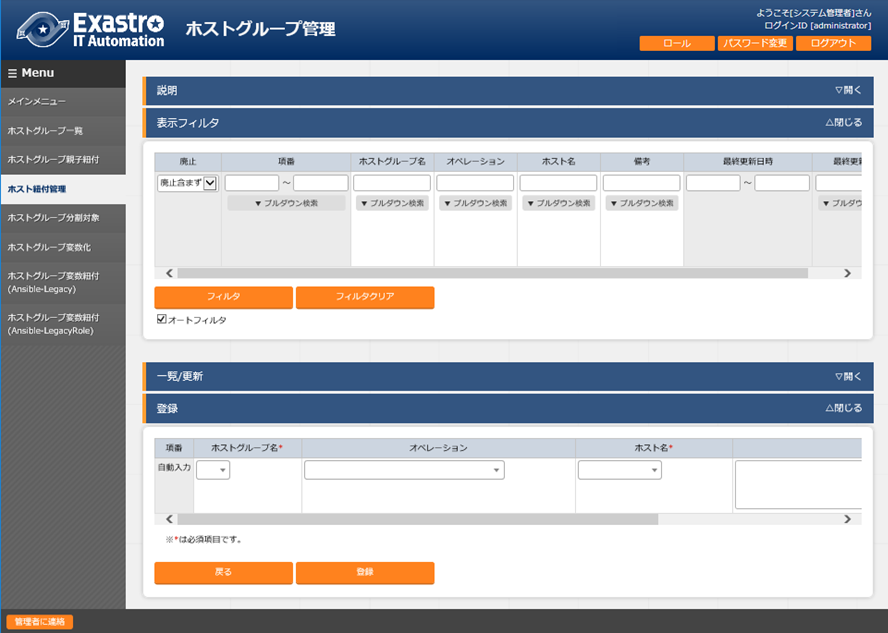 Exastro
IT Automation
ホストグループ管理
ようこそ[システム管理者]さん
ログインID [administrator]
ロール
パスワード変更
ログアウト
☰ Menu
メインメニュー
ホストグループ一覧
ホストグループ親子紐付
ホスト紐付管理
ホストグループ分割対象
ホストグループ変数化
ホストグループ変数紐付
(Ansible-Legacy)
ホストグループ変数紐付
(Ansible-LegacyRole)
説明 ▽開く
表示フィルタ △閉じる
廃止 項番 ホストグループ名 オペレーション ホスト名 備考 最終更新日時 最終更
廃止含まず ～ ～
▼プルダウン検索 ▼プルダウン検索 ▼プルダウン検索 ▼プルダウン検索 ▼プルダウン検索 ▼プルダウ
フィルタ フィルタクリア
オートフィルタ
一覧/更新 ▽開く
登録 △閉じる
項番 ホストグループ名* オペレーション ホスト名*
自動入力
※*は必須項目です。
戻る 登録
管理者に連絡